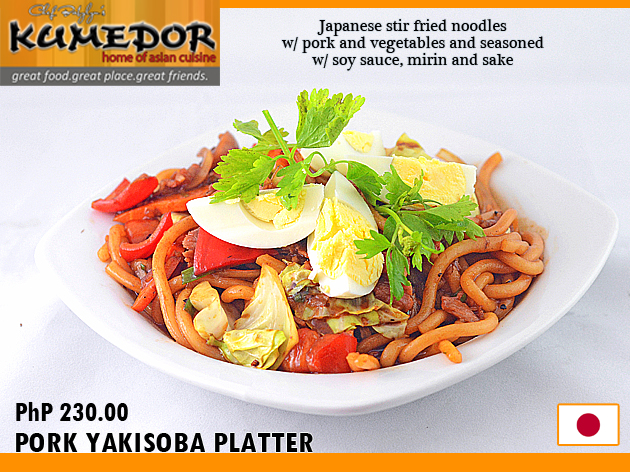 KUMEDOR
home of asian cuisine
great food.great place.great friends.
Japanese stir fried noodles
w/ pork and vegetables and seasoned
w/ soy sauce, mirin and sake
PhP 230.00
PORK YAKISOBA PLATTER